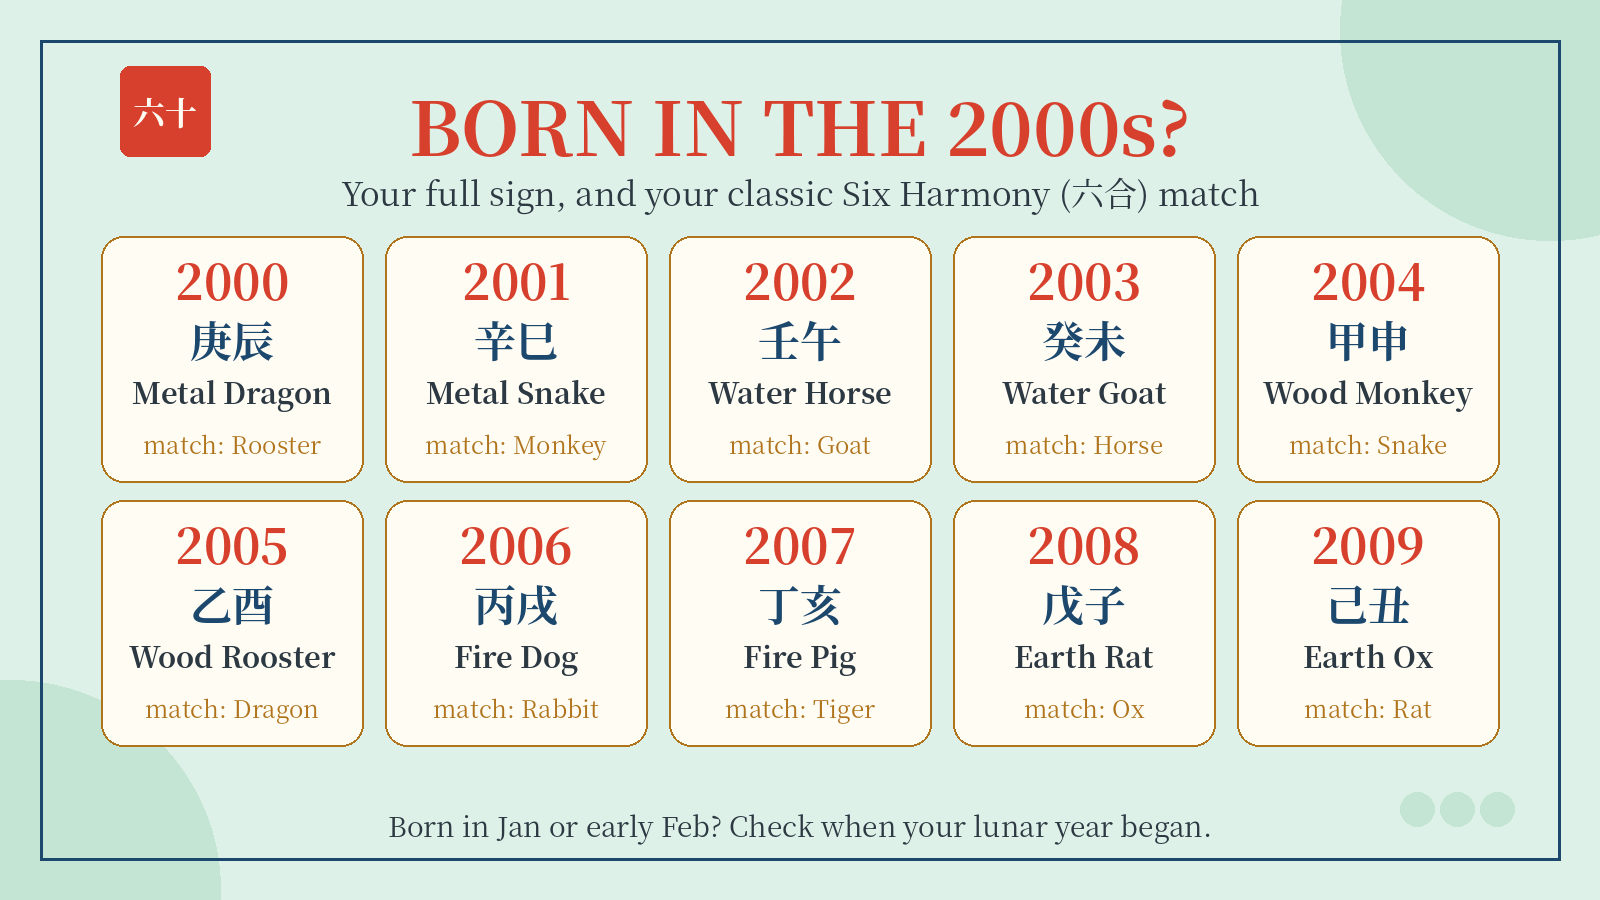 六十
BORN IN THE 2000s?
Your full sign, and your classic Six Harmony (六合) match
2000
庚辰
Metal Dragon
match: Rooster
2001
辛巳
Metal Snake
match: Monkey
2002
壬午
Water Horse
match: Goat
2003
癸未
Water Goat
match: Horse
2004
甲申
Wood Monkey
match: Snake
2005
乙酉
Wood Rooster
match: Dragon
2006
丙戌
Fire Dog
match: Rabbit
2007
丁亥
Fire Pig
match: Tiger
2008
戊子
Earth Rat
match: Ox
2009
己丑
Earth Ox
match: Rat
Born in Jan or early Feb? Check when your lunar year began.